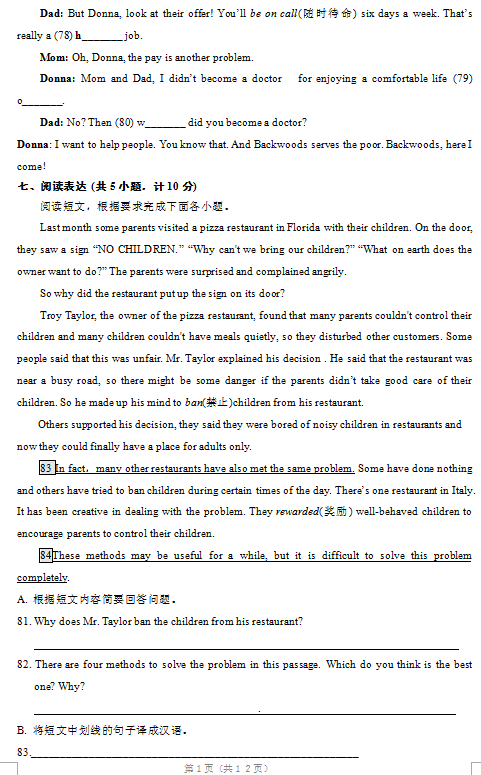 Dad: But Donna, look at their offer! You’ll be on call(随时待命) six days a week. That’s
really a (78) h_______ job.
Mom: Oh, Donna, the pay is another problem.
Donna: Mom and Dad, I didn’t become a doctor for enjoying a comfortable life (79)
o_______.
Dad: No? Then (80) w_______ did you become a doctor?
Donna: I want to help people. You know that. And Backwoods serves the poor. Backwoods, here I
come!
七、阅读表达 (共5小题．计10分)
阅读短文，根据要求完成下面各小题。
Last month some parents visited a pizza restaurant in Florida with their children. On the door,
they saw a sign “NO CHILDREN.” “Why can't we bring our children?” “What on earth does the
owner want to do?” The parents were surprised and complained angrily.
So why did the restaurant put up the sign on its door?
Troy Taylor, the owner of the pizza restaurant, found that many parents couldn't control their
children and many children couldn't have meals quietly, so they disturbed other customers. Some
people said that this was unfair. Mr. Taylor explained his decision . He said that the restaurant was
near a busy road, so there might be some danger if the parents didn’t take good care of their
children. So he made up his mind to ban(禁止)children from his restaurant.
Others supported his decision, they said they were bored of noisy children in restaurants and
now they could finally have a place for adults only.
83 In fact，many other restaurants have also met the same problem. Some have done nothing
and others have tried to ban children during certain times of the day. There’s one restaurant in Italy.
It has been creative in dealing with the problem. They rewarded(奖励) well-behaved children to
encourage parents to control their children.
84These methods may be useful for a while, but it is difficult to solve this problem
completely.
A. 根据短文内容简要回答问题。
81. Why does Mr. Taylor ban the children from his restaurant?
82. There are four methods to solve the problem in this passage. Which do you think is the best
one? Why?
.
B. 将短文中划线的句子译成汉语。
83.
第1页（共12页）